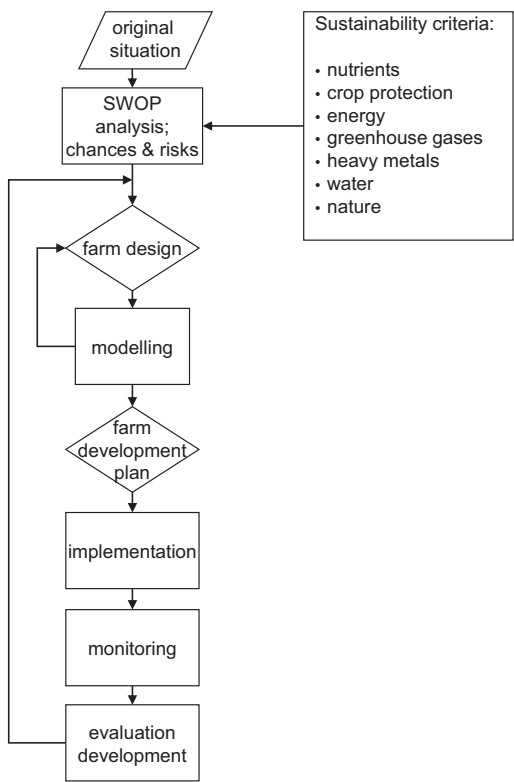 original
situation
SWOP
analysis;
chances & risks
Sustainability criteria:
• nutrients
• crop protection
• energy
• greenhouse gases
• heavy metals
• water
• nature
farm design
modelling
farm
development
plan
implementation
monitoring
evaluation
development